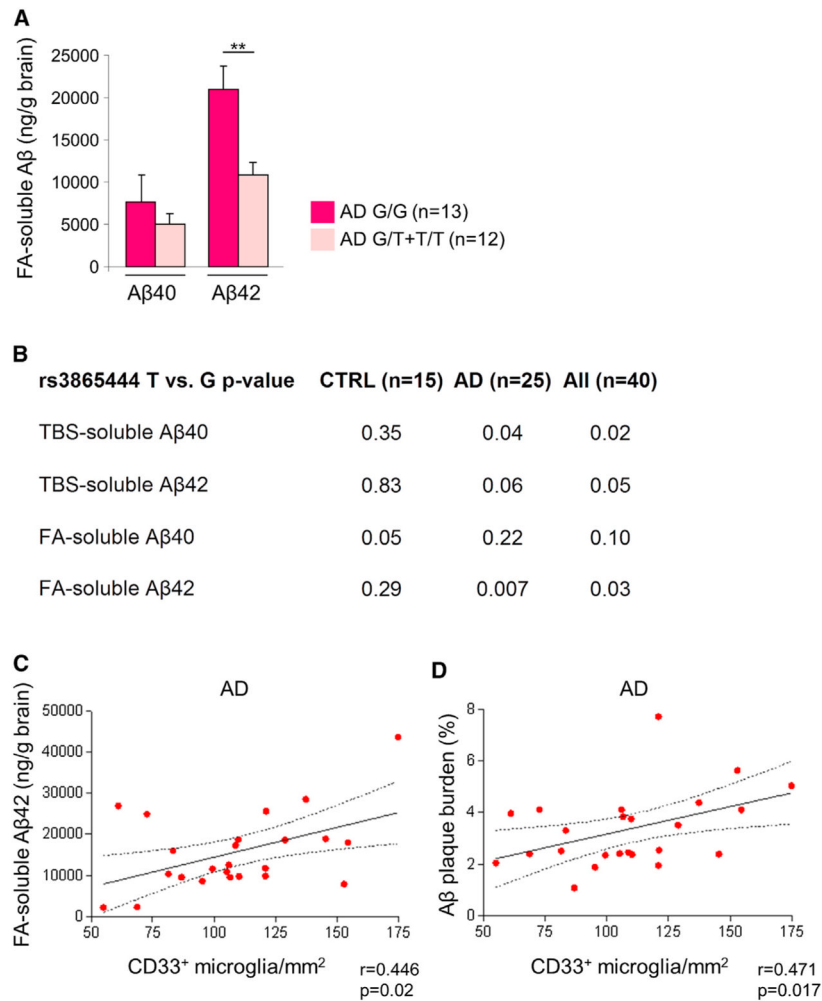 A
**
FA-soluble Aβ (ng/g brain)
25000
20000
15000
10000
5000
0
Aβ40 Aβ42
AD G/G (n=13)
AD G/T+T/T (n=12)
B
rs3865444 T vs. G p-value CTRL (n=15) AD (n=25) All (n=40)
TBS-soluble Aβ40 0.35 0.04 0.02
TBS-soluble Aβ42 0.83 0.06 0.05
FA-soluble Aβ40 0.05 0.22 0.10
FA-soluble Aβ42 0.29 0.007 0.03
C
AD
FA-soluble Aβ42 (ng/g brain)
50000
40000
30000
20000
10000
0
50 75 100 125 150 175
CD33+ microglia/mm2
r=0.446
p=0.02
D
AD
Aβ plaque burden (%)
8
6
4
2
0
50 75 100 125 150 175
CD33+ microglia/mm2
r=0.471
p=0.017